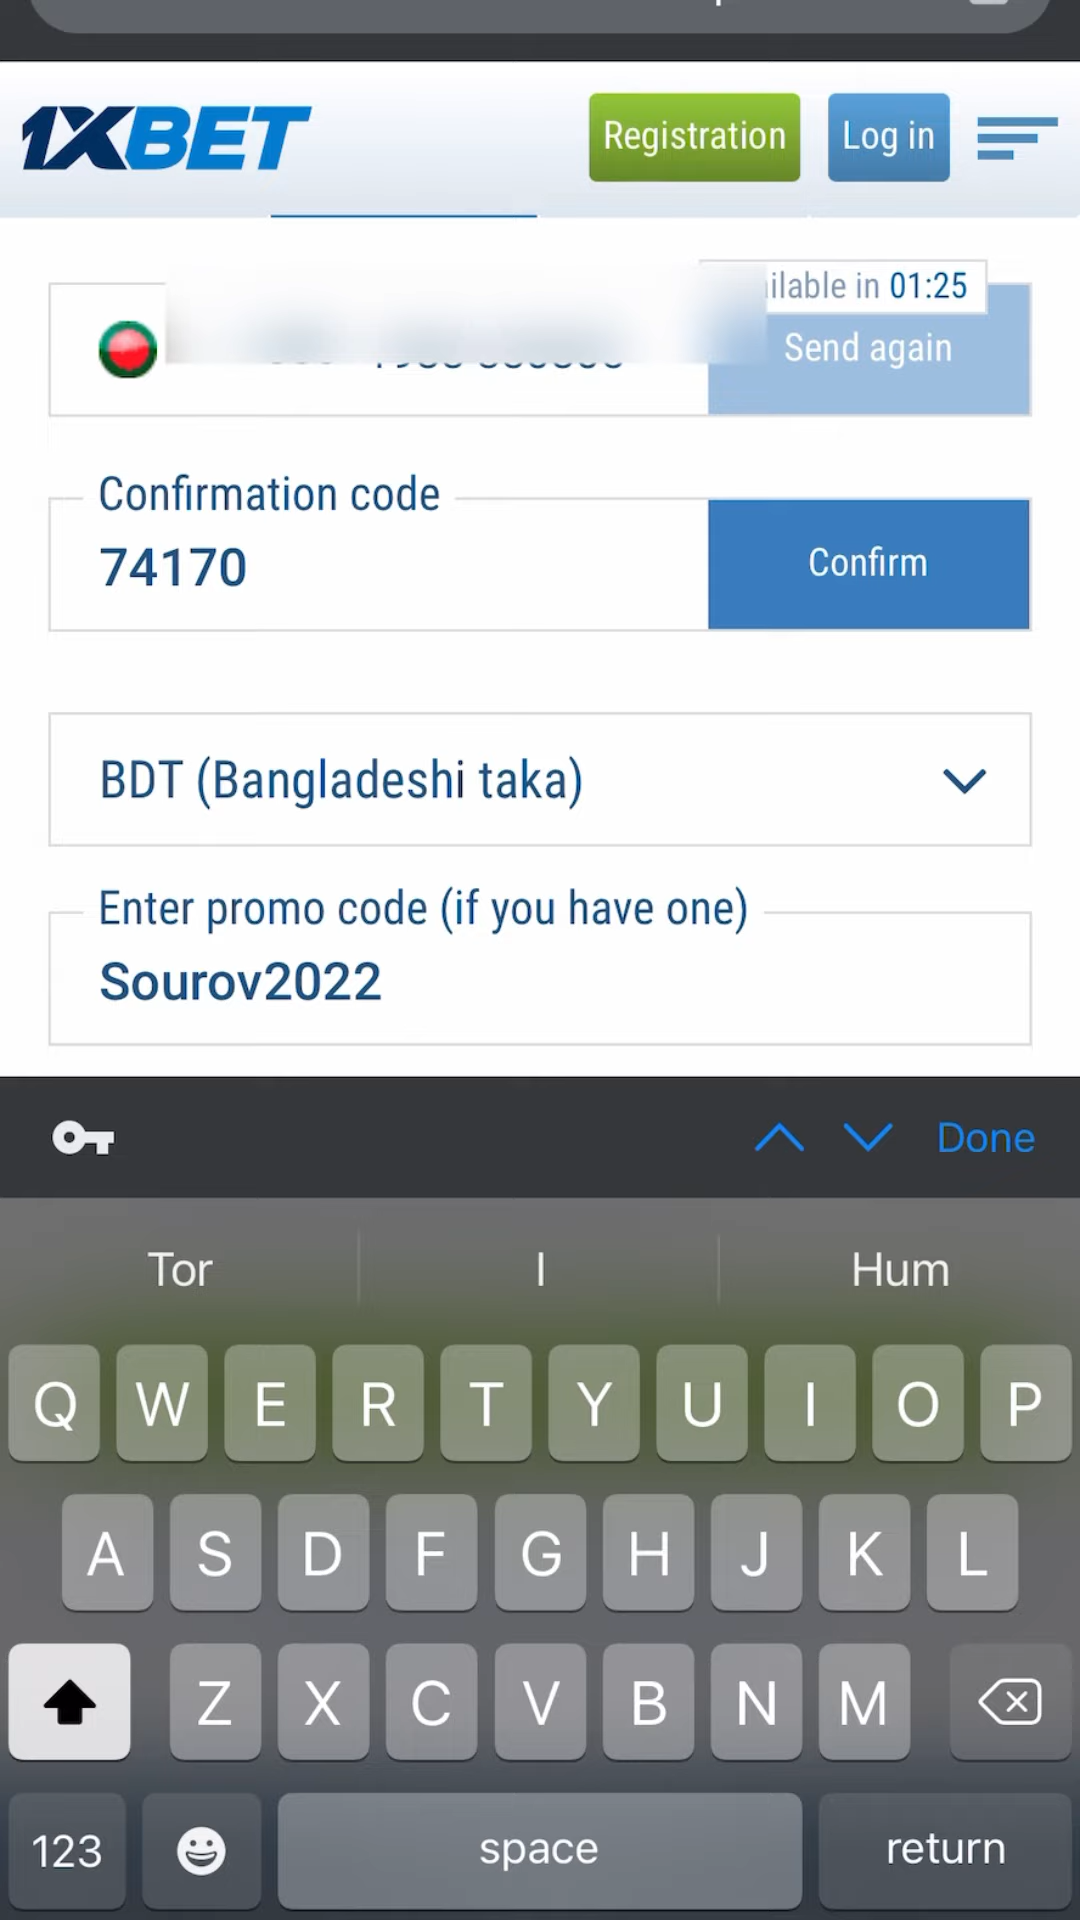 1XBET
Registration
Log in
in 01:25
Send again
Confirmation code
74170
Confirm
BDT (Bangladeshi taka)
Enter promo code (if you have one)
Sourov2022
Done
Tor
I
Hum
Q W E R T Y U I O P
A S D F G H J K L
Z X C V B N M
123
space
return